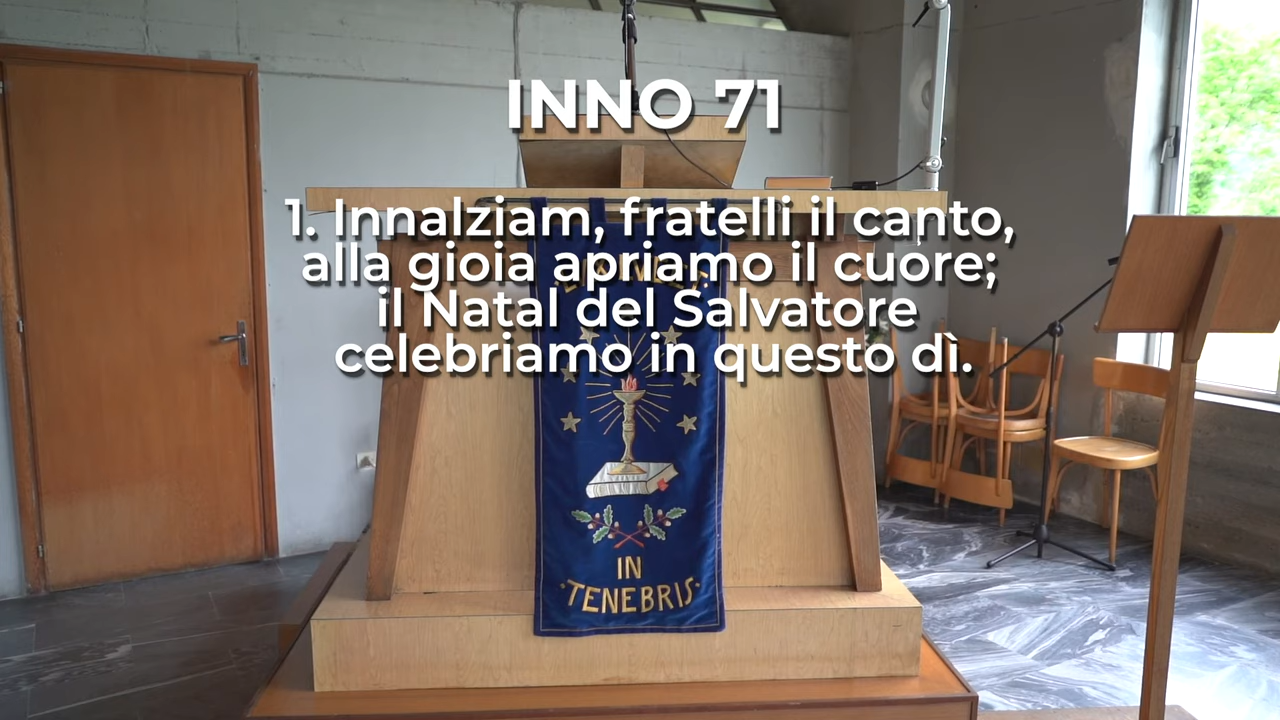 INNO 71
1. Innalziam, fratelli il canto,
alla gioia apriamo il cuore;
il Natal del Salvatore
celebriamo in questo dì.
IN
·TENEBRIS·